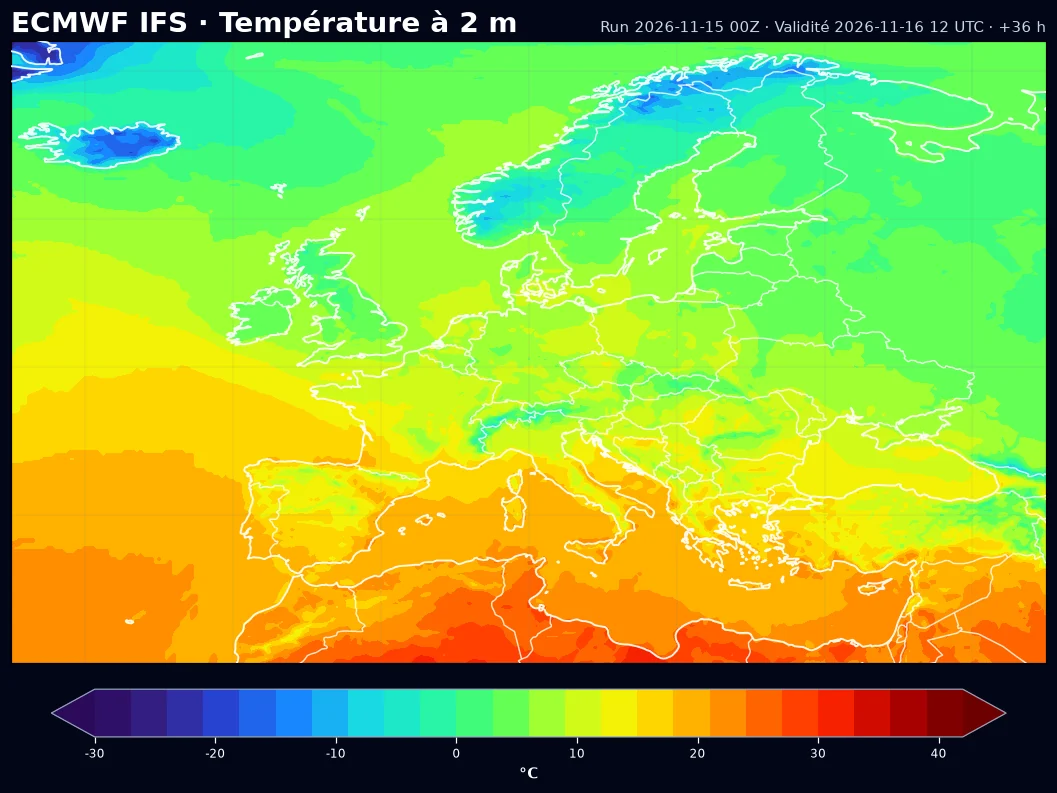 ECMWF IFS · Température à 2 m
Run 2026-11-15 00Z · Validité 2026-11-16 12 UTC · +36 h
-30 -20 -10 0 10 20 30 40
°C